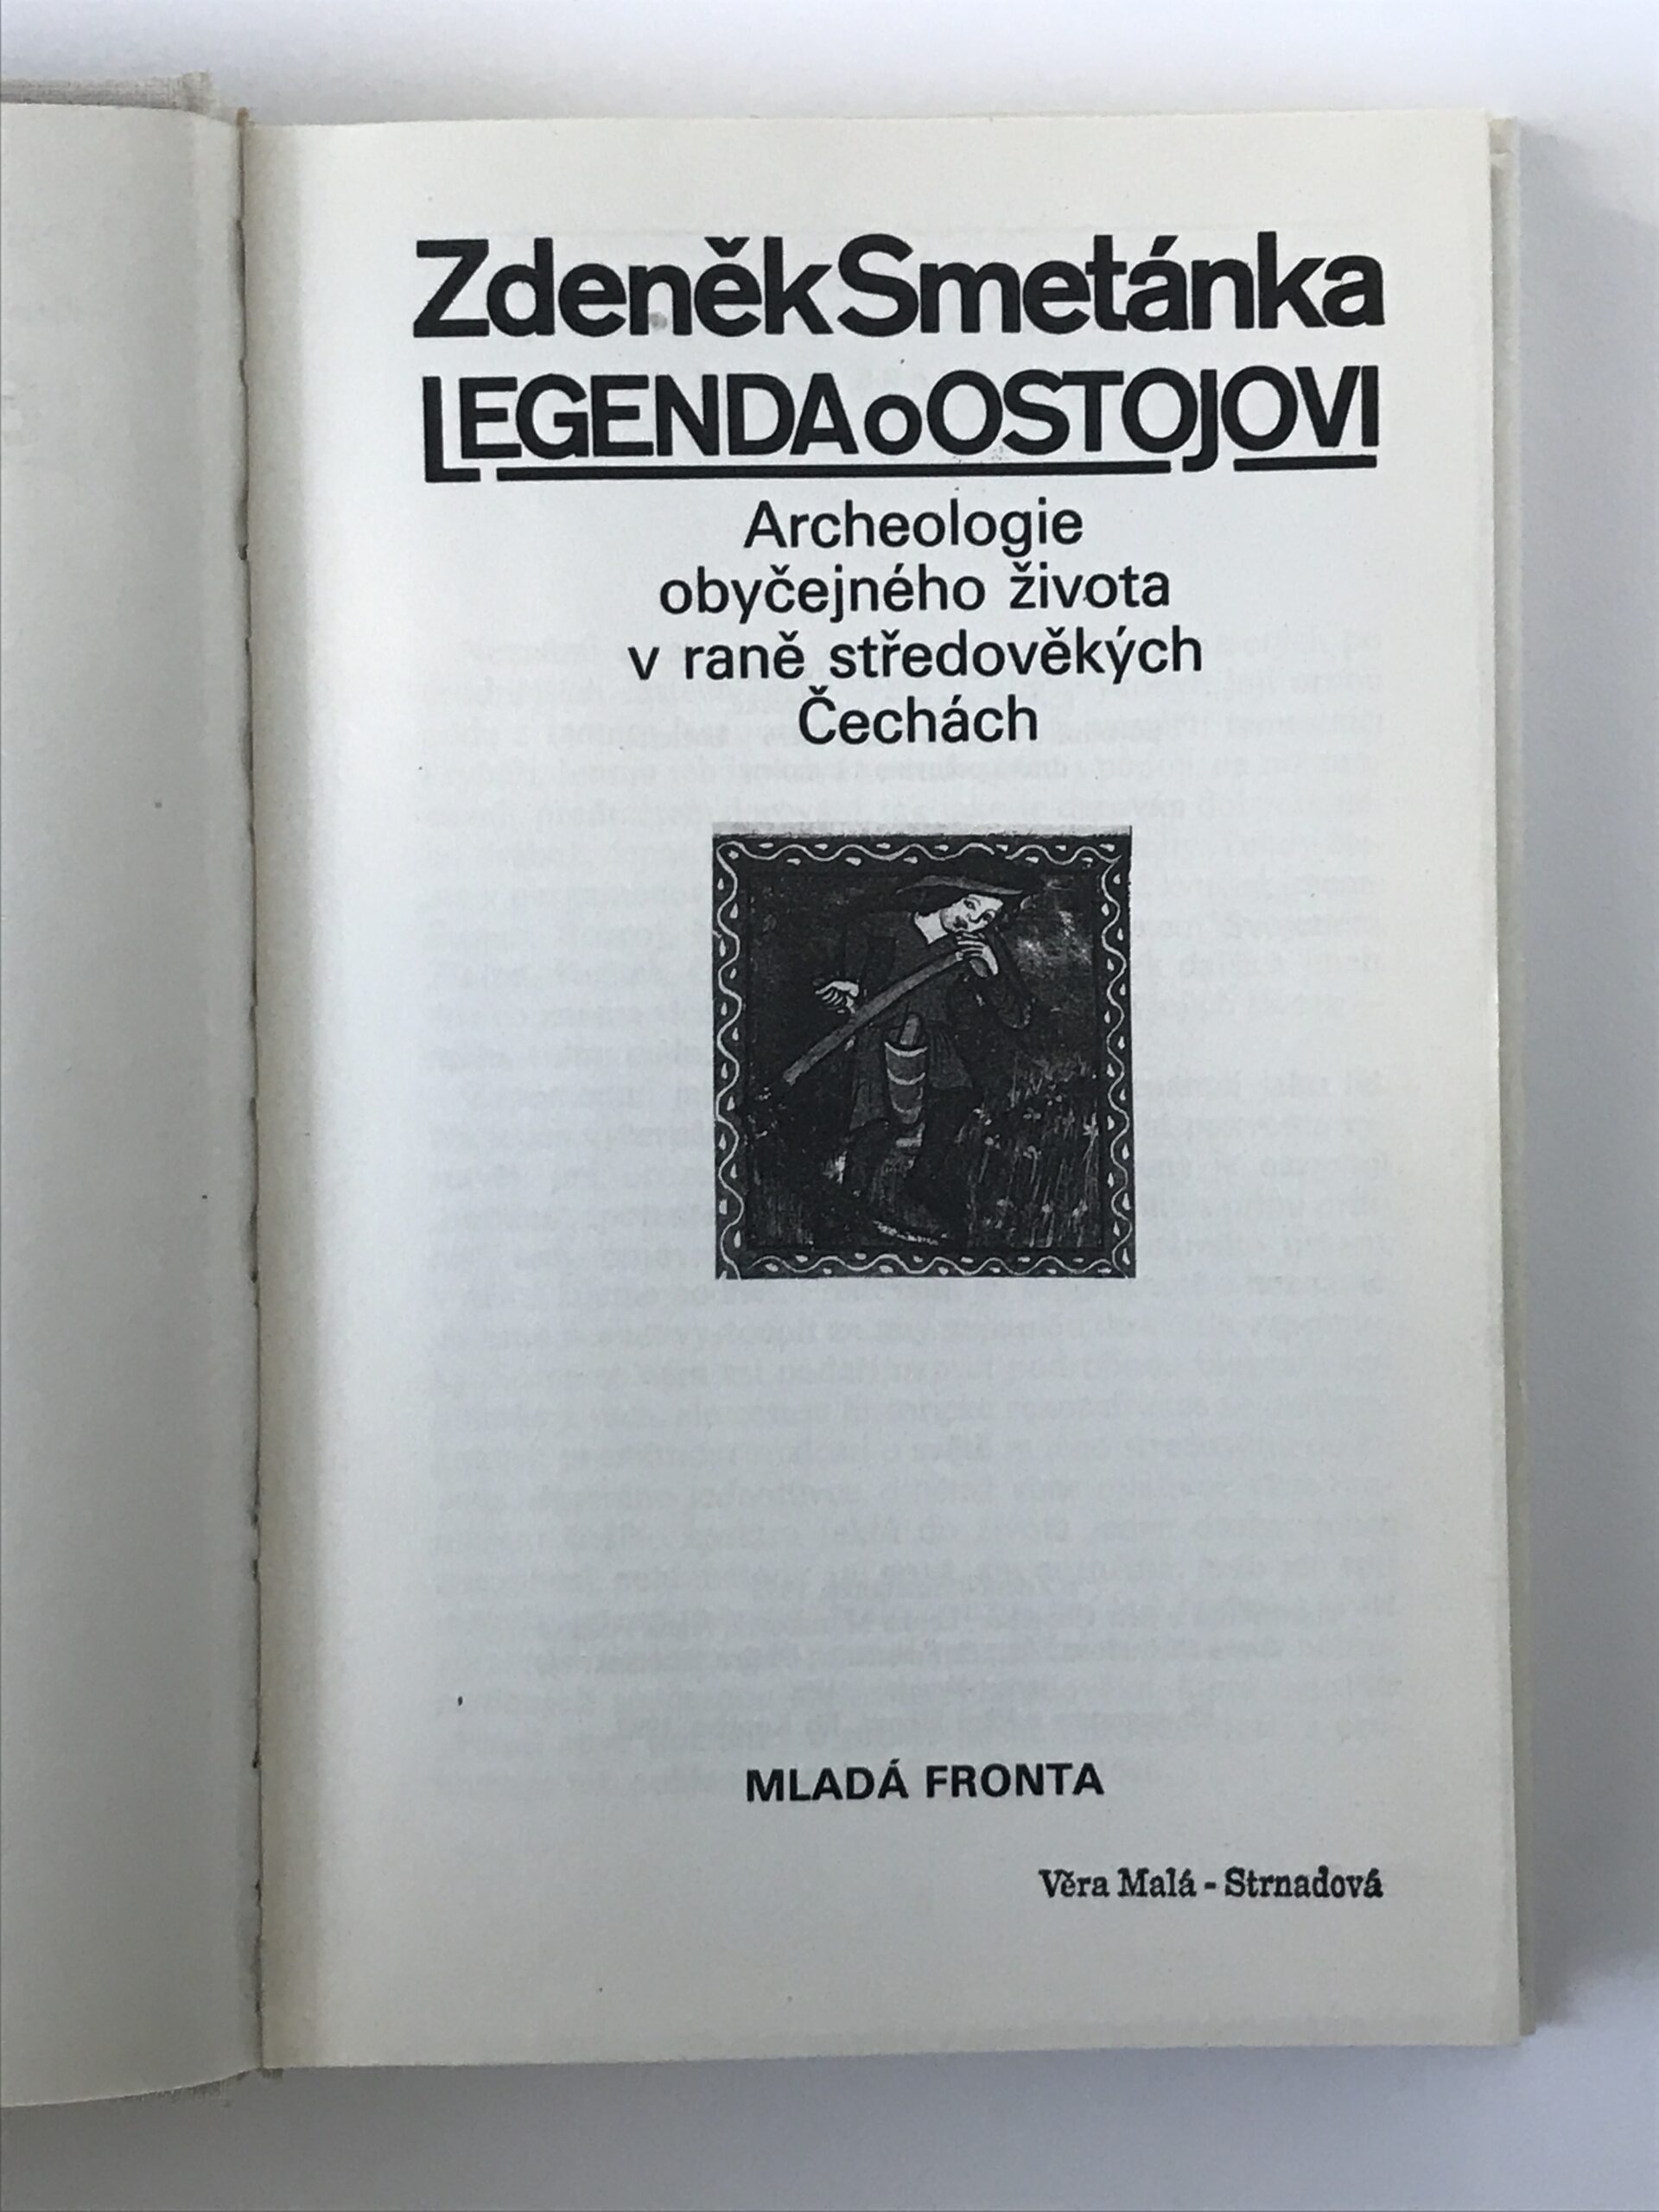 Zdeněk Smetánka
LEGENDA o OSTOJOVI
Archeologie
obyčejného života
v raně středověkých
Čechách
MLADÁ FRONTA
Věra Malá - Strnadová